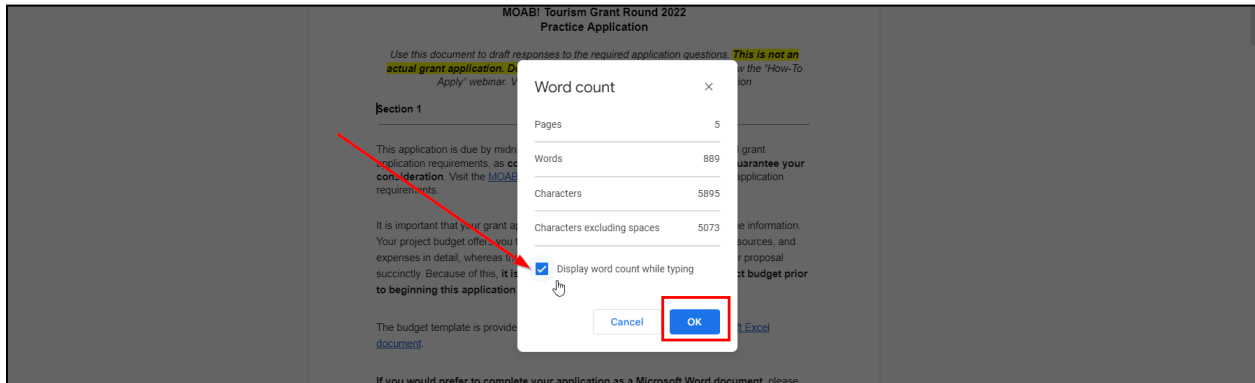 MOAB! Tourism Grant Round 2022
Practice Application
Use this document to draft responses to the required application questions. This is not an
actual grant application. w the "How-To
Apply" webinar. ion
Word count
Section 1
Pages 5
This application is due by l grant
application requirements, as uarantee your
Words 889
consideration. Visit the MOAB application
requirements.
Characters 5895
It is important that your grant e information.
Characters excluding spaces 5073
Your project budget offers you sources, and
expenses in detail, whereas r proposal
Display word count while typing
succinctly. Because of this, it is ct budget prior
to beginning this application
Cancel OK
The budget template is provide Excel
document.
If you would prefer to complete your application as a Microsoft Word document, please